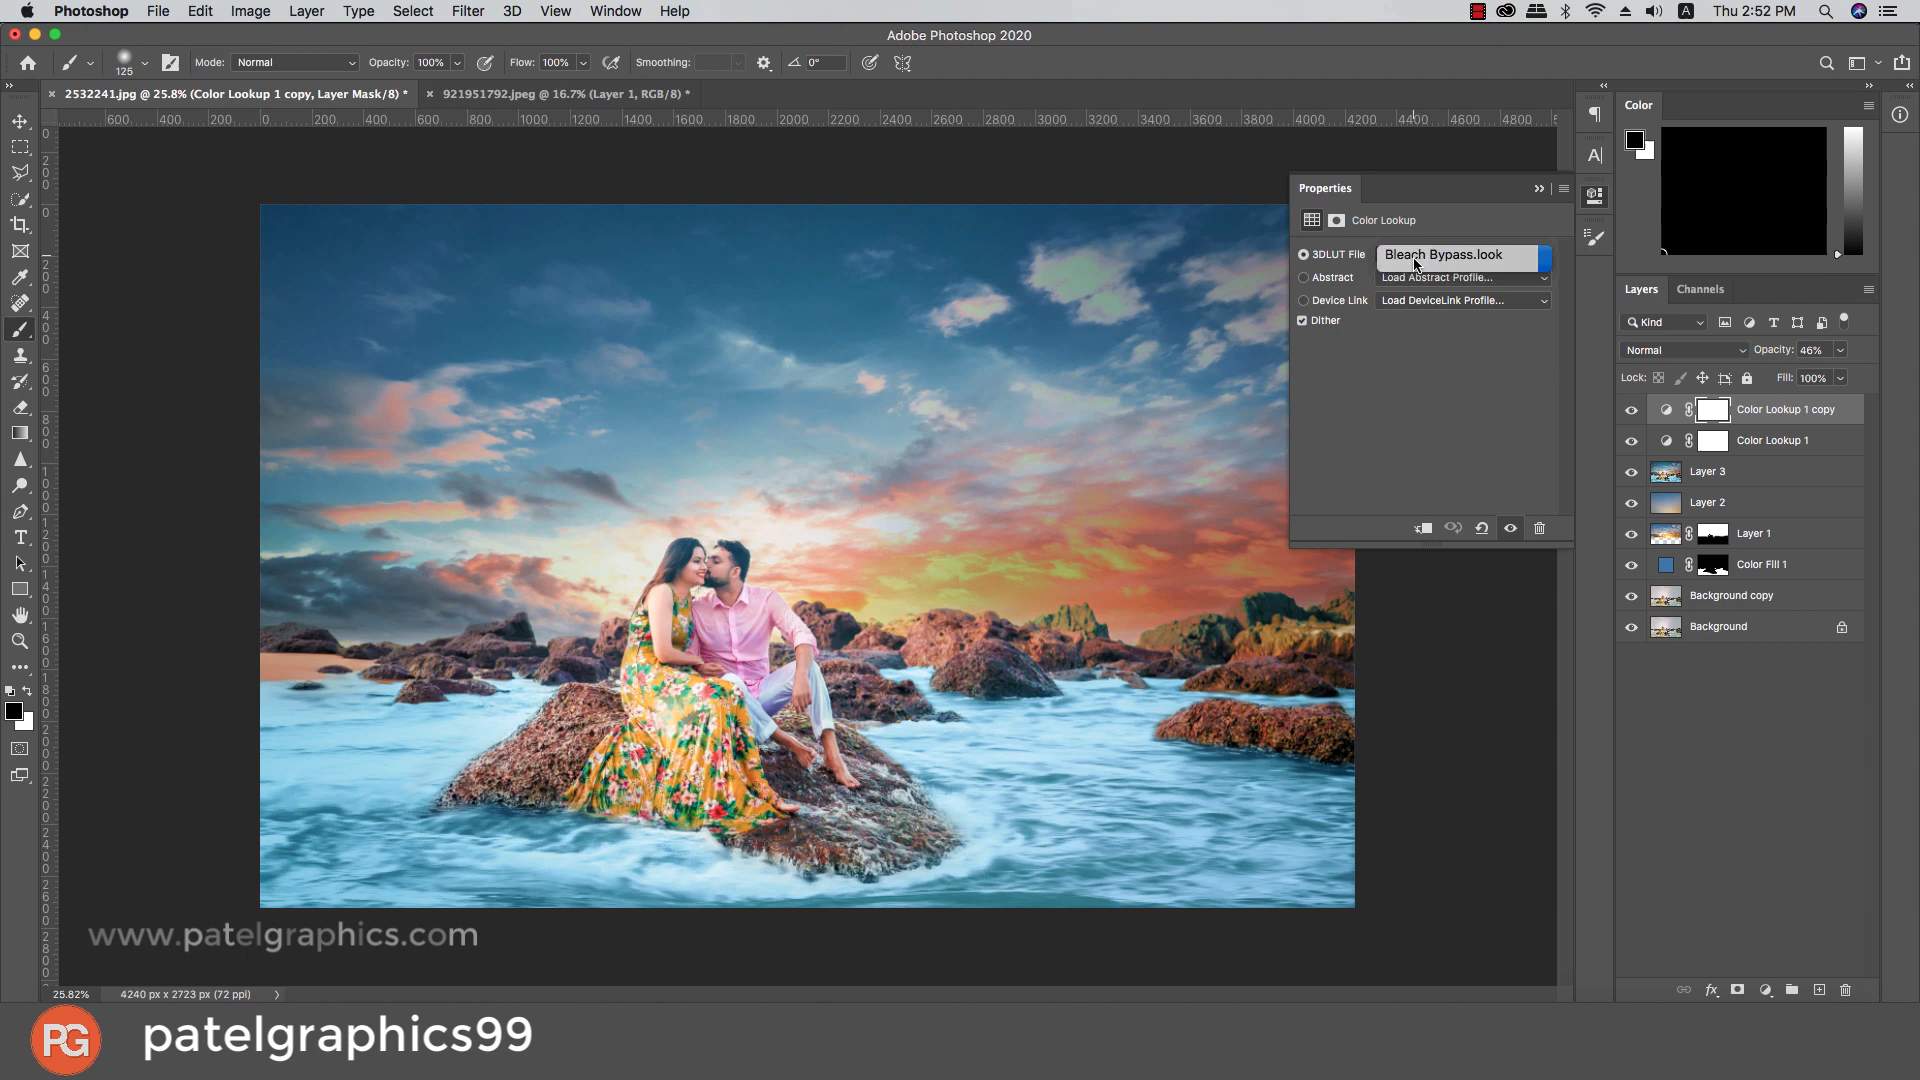 Photoshop File Edit Image Layer Type Select Filter 3D View Window Help
A Thu 2:52 PM
Adobe Photoshop 2020
125 Mode: Normal Opacity: 100% Flow: 100% Smoothing: 0°
2532241.jpg @ 25.8% (Color Lookup 1 copy, Layer Mask/8) *
921951792.jpeg @ 16.7% (Layer 1, RGB/8) *
600 400 200 0 200 400 600 800 1000 1200 1400 1600 1800 2000 2200 2400 2600 2800 3000 3200 3400 3600 3800 4000 4200 4400 4600 4800
Properties
Color Lookup
3DLUT File Bleach Bypass.look
Abstract Load Abstract Profile...
Device Link Load DeviceLink Profile...
Dither
Color
Layers Channels
Kind
Normal Opacity: 46%
Lock: Fill: 100%
Color Lookup 1 copy
Color Lookup 1
Layer 3
Layer 2
Layer 1
Color Fill 1
Background copy
Background
www.patelgraphics.com
25.82% 4240 px x 2723 px (72 ppi)
PG patelgraphics99